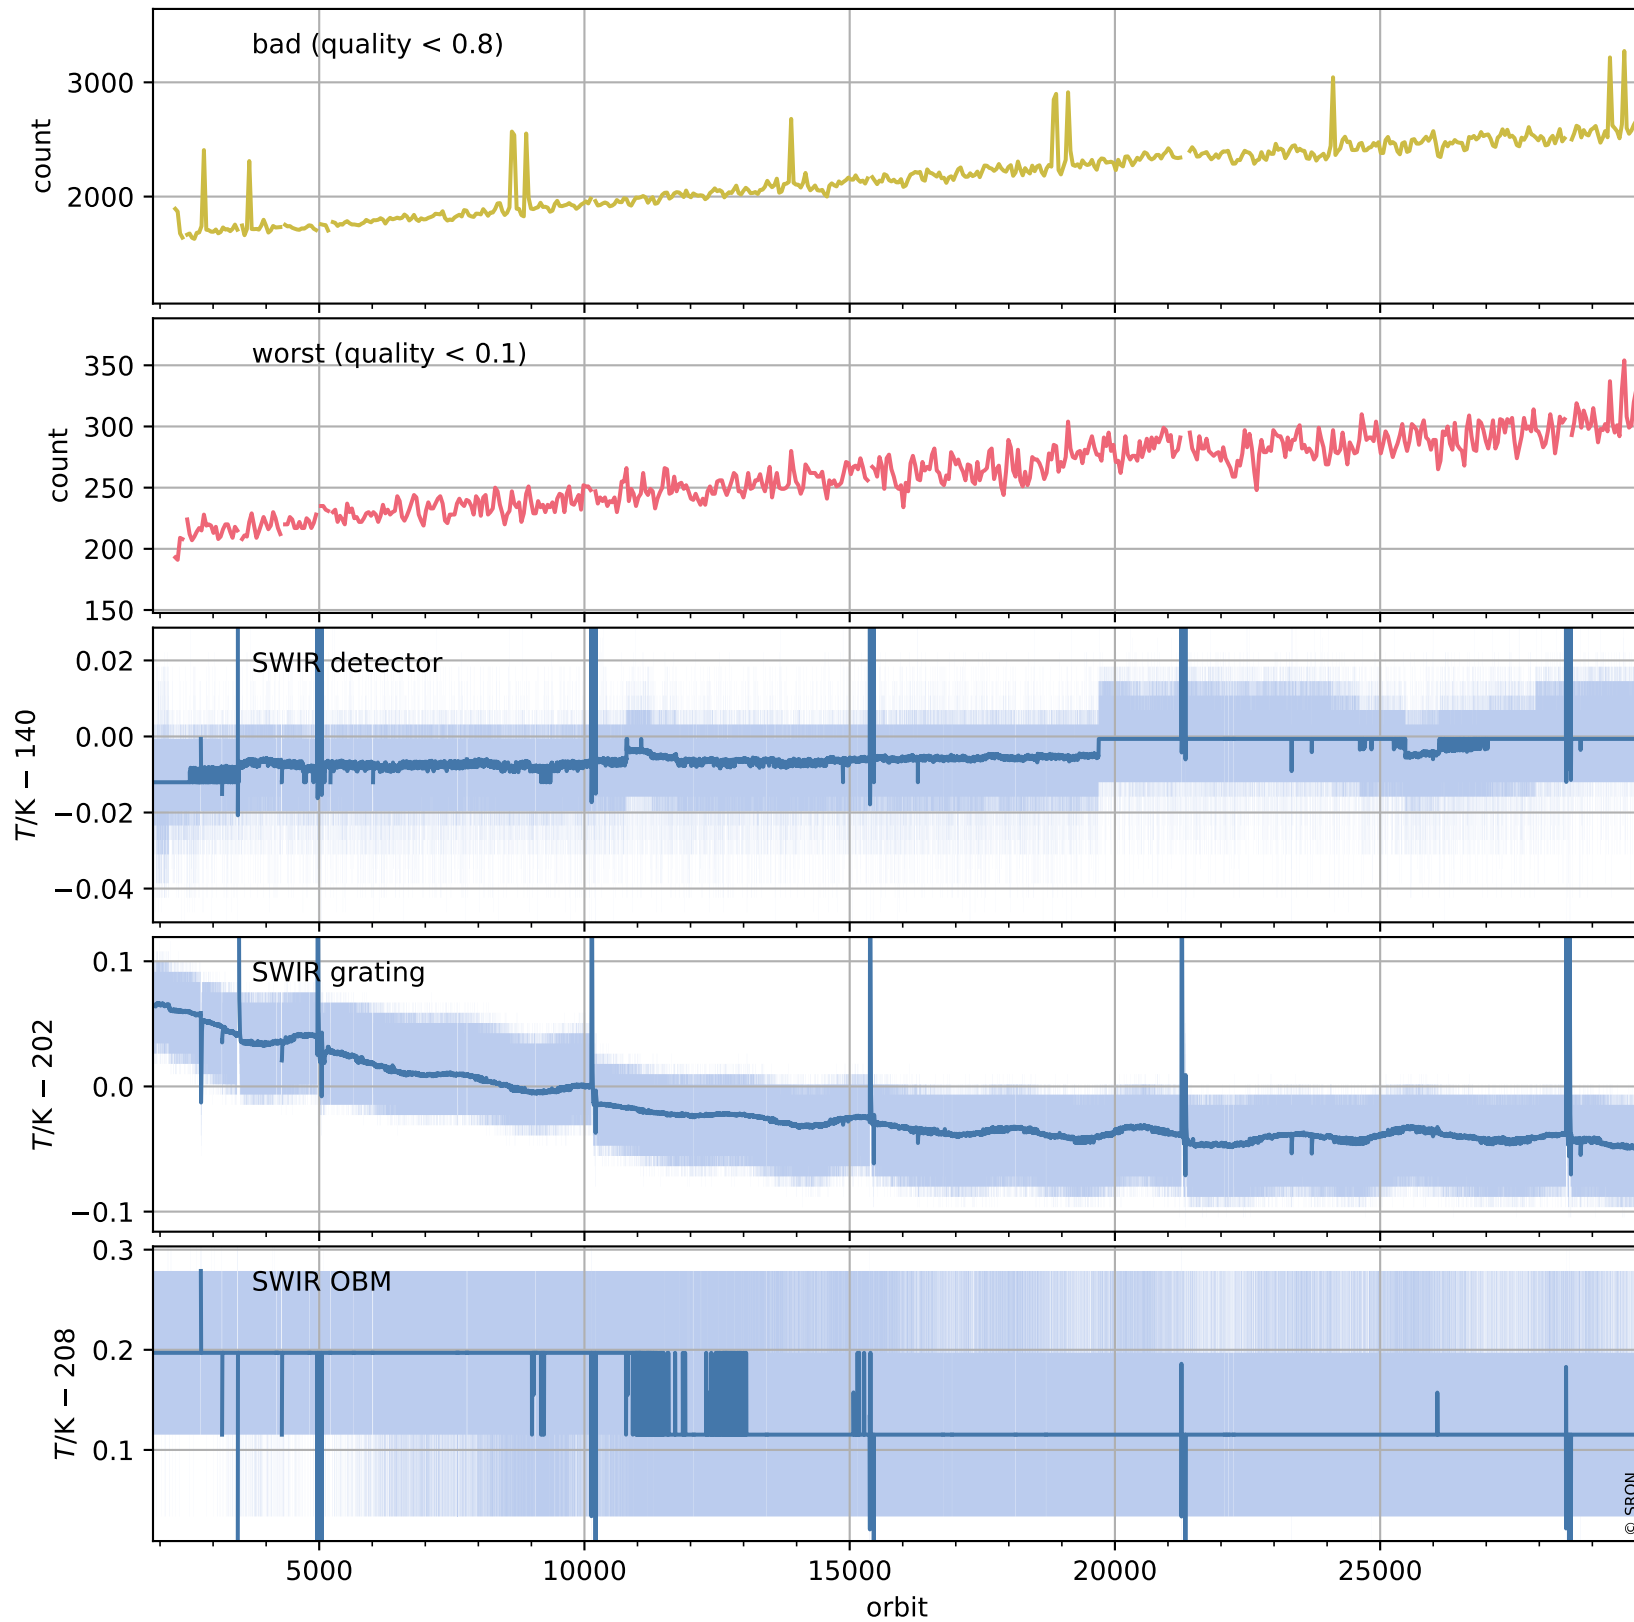 bad (quality < 0.8)
3000
2000
count
worst (quality < 0.1)
350
300
250
200
150
count
SWIR detector
0.02
0.00
−0.02
−0.04
T/K − 140
SWIR grating
0.1
0.0
−0.1
T/K − 202
SWIR OBM
0.3
0.2
0.1
T/K − 208
© SRON
5000 10000 15000 20000 25000
orbit